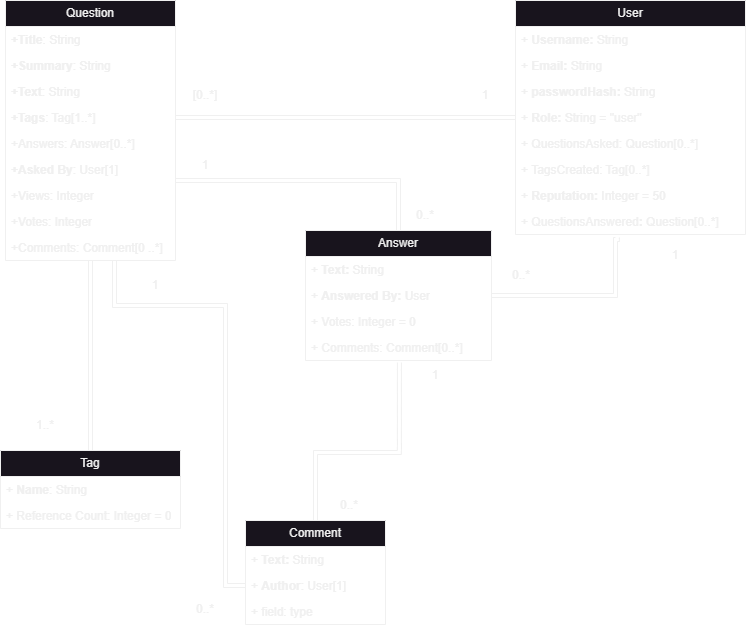 Question
+Title: String
+Summary: String
+Text: String
+Tags: Tag[1..*]
+Answers: Answer[0..*]
+Asked By: User[1]
+Views: Integer
+Votes: Integer
+Comments: Comment[0 ..*]
User
+ Username: String
+ Email: String
+ passwordHash: String
+ Role: String = "user"
+ QuestionsAsked: Question[0..*]
+ TagsCreated: Tag[0..*]
+ Reputation: Integer = 50
+ QuestionsAnswered: Question[0..*]
[0..*]
1
1
0..*
Answer
+ Text: String
+ Answered By: User
+ Votes: Integer = 0
+ Comments: Comment[0..*]
1
0..*
1
1
1..*
Tag
+ Name: String
+ Reference Count: Integer = 0
0..*
Comment
+ Text: String
+ Author: User[1]
+ field: type
0..*